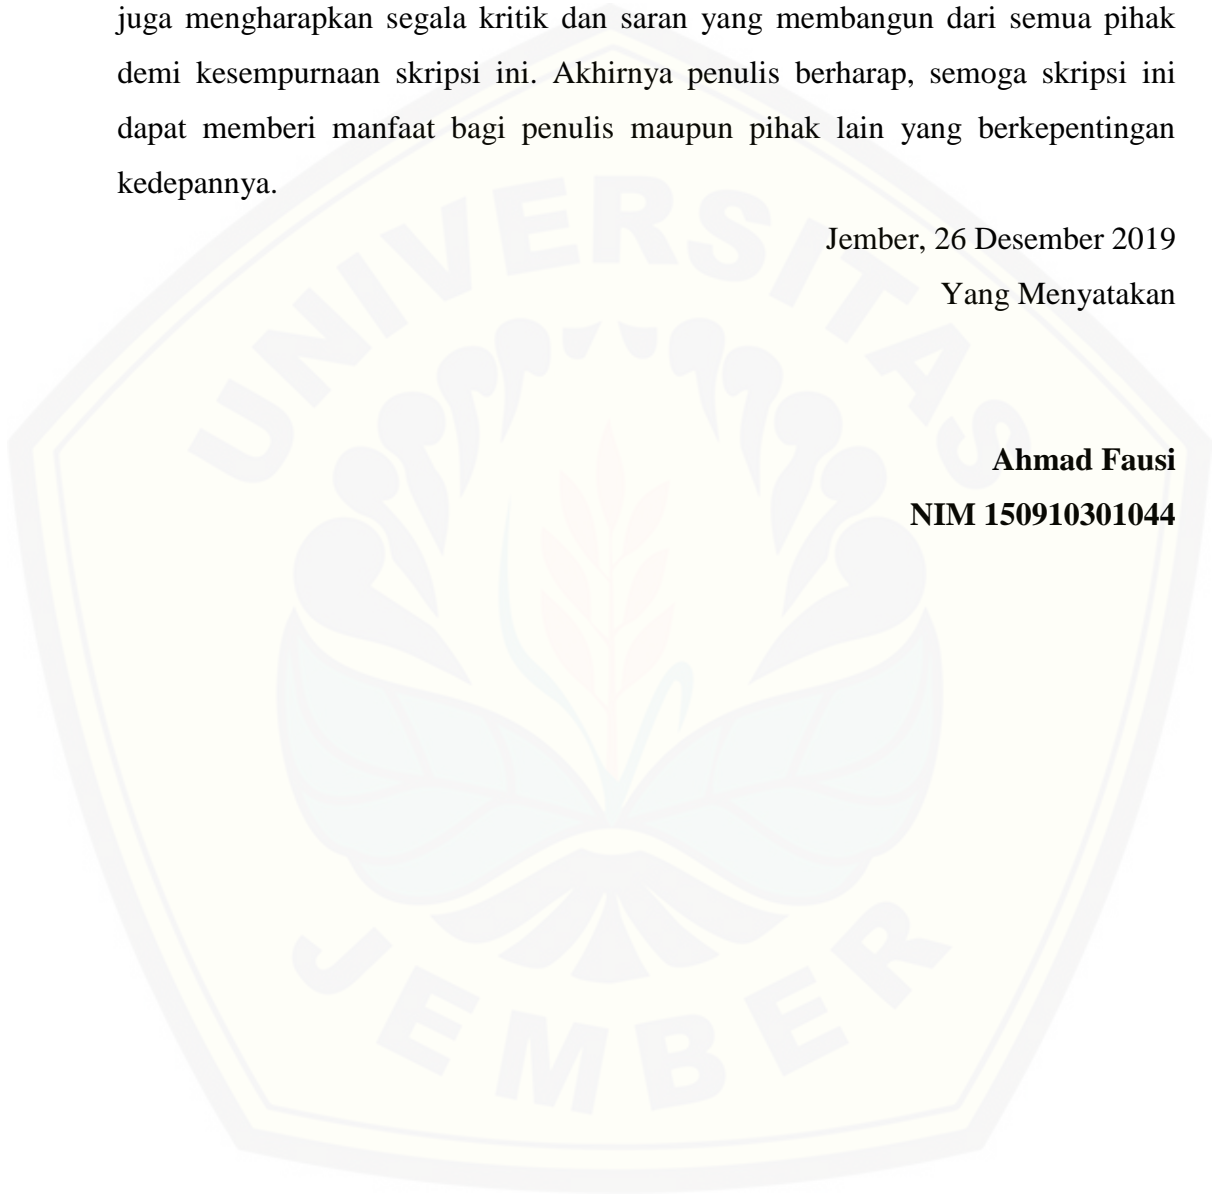 juga mengharapkan segala kritik dan saran yang membangun dari semua pihak
demi kesempurnaan skripsi ini. Akhirnya penulis berharap, semoga skripsi ini
dapat memberi manfaat bagi penulis maupun pihak lain yang berkepentingan
kedepannya.
Jember, 26 Desember 2019
Yang Menyatakan
Ahmad Fausi
NIM 150910301044
UNIVERSITAS
JEMBER